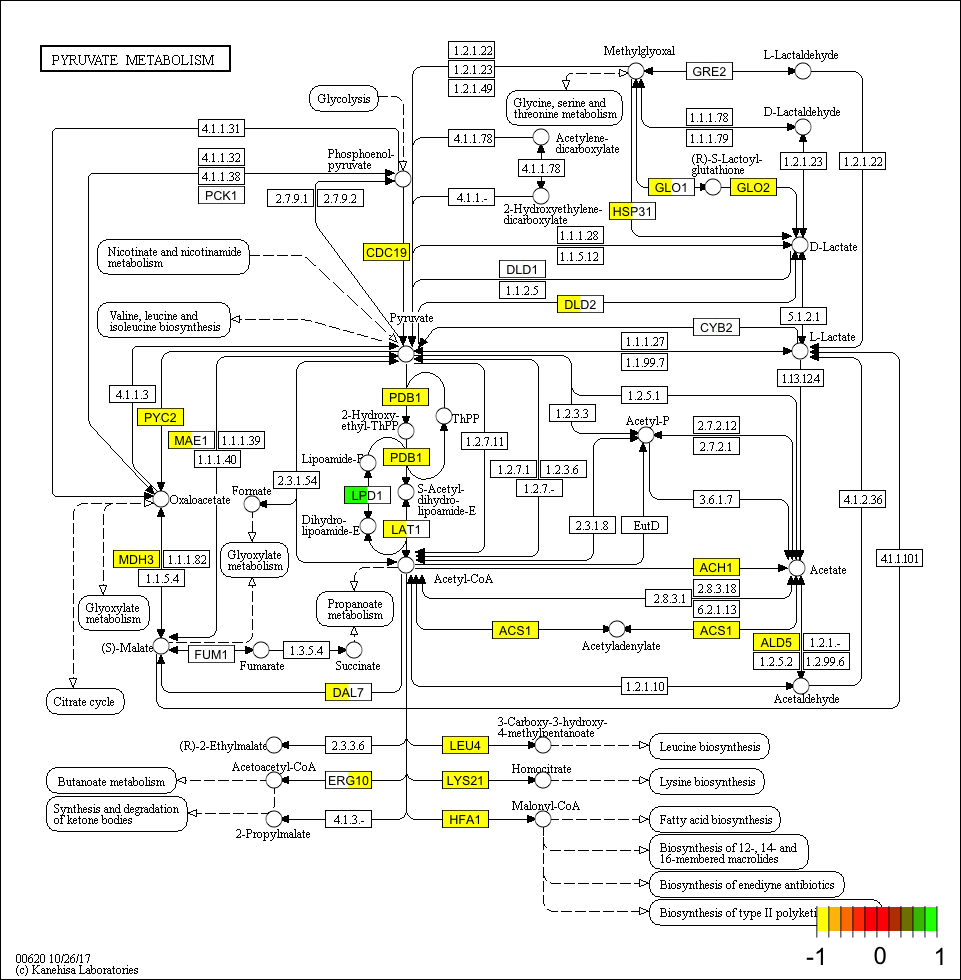 PYRUVATE METABOLISM
1.2.1.22
1.2.1.23
1.2.1.49
Methylglyoxal
GRE2
L-Lactaldehyde
Glycolysis
Glycine, serine and
threonine metabolism
D-Lactaldehyde
1.1.1.78
1.1.1.79
4.1.1.31
4.1.1.32
4.1.1.38
PCK1
Phosphoenol-
pyruvate
4.1.1.78
Acetylene-
dicarboxylate
4.1.1.78
(R)-S-Lactoyl-
glutathione
1.2.1.23
1.2.1.22
2.7.9.1
2.7.9.2
4.1.1.-
2-Hydroxyethylene-
dicarboxylate
GLO1
GLO2
HSP31
Nicotinate and nicotinamide
metabolism
CDC19
1.1.1.28
1.1.5.12
D-Lactate
DLD1
1.1.2.5
DLD2
Valine, leucine and
isoleucine biosynthesis
Pyruvate
CYB2
5.1.2.1
L-Lactate
1.1.1.27
1.1.99.7
1.13.12.4
4.1.1.3
PYC2
MAE1
1.1.1.39
1.1.1.40
PDB1
2-Hydroxy-
ethyl-ThPP
ThPP
1.2.5.1
1.2.3.3
Acetyl-P
2.7.2.12
2.7.2.1
1.2.7.11
Lipoamide-E
PDB1
1.2.7.1
1.2.3.6
1.2.7.-
2.3.1.54
Formate
Oxaloacetate
LPD1
S-Acetyl-
dihydro-
lipoamide-E
3.6.1.7
4.1.2.36
Dihydro-
lipoamide-E
LAT1
2.3.1.8
EutD
MDH3
1.1.1.82
1.1.5.4
Glyoxylate
metabolism
Acetyl-CoA
ACH1
Acetate
4.1.1.101
2.8.3.18
2.8.3.1
6.2.1.13
Glyoxylate
metabolism
Propanoate
metabolism
ACS1
Acetyladenylate
ACS1
(S)-Malate
FUM1
Fumarate
1.3.5.4
Succinate
ALD5
1.2.1.-
1.2.5.2
1.2.99.6
DAL7
1.2.1.10
Acetaldehyde
Citrate cycle
(R)-2-Ethylmalate
2.3.3.6
LEU4
3-Carboxy-3-hydroxy-
4-methylpentanoate
Leucine biosynthesis
Butanoate metabolism
Acetoacetyl-CoA
ERG10
LYS21
Homocitrate
Lysine biosynthesis
Synthesis and degradation
of ketone bodies
2-Propylmalate
4.1.3.-
HFA1
Malonyl-CoA
Fatty acid biosynthesis
Biosynthesis of 12-, 14- and
16-membered macrolides
Biosynthesis of enediyne antibiotics
Biosynthesis of type II polyketi
-1
0
1
00620 10/26/17
(c) Kanehisa Laboratories